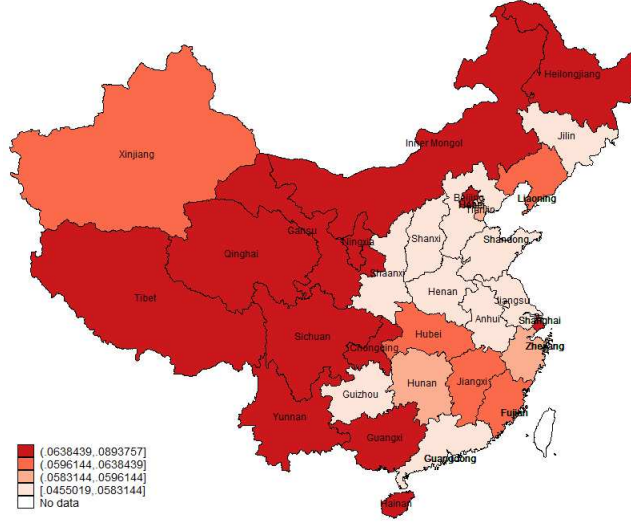 Heilongjiang
Jilin
Xinjiang
Inner Mongol
Liaoning
Beijing
Tianjin
Gansu
Ningxia
Shanxi
Shandong
Qinghai
Shaanxi
Tibet
Henan
Jiangsu
Anhui
Shanghai
Sichuan
Hubei
Chongqing
Zhejiang
Hunan
Jiangxi
Guizhou
Fujian
Yunnan
Guangxi
Guangdong
Hainan
(.0638439,.0893757]
(.0596144,.0638439]
(.0583144,.0596144]
[.0455019,.0583144]
No data